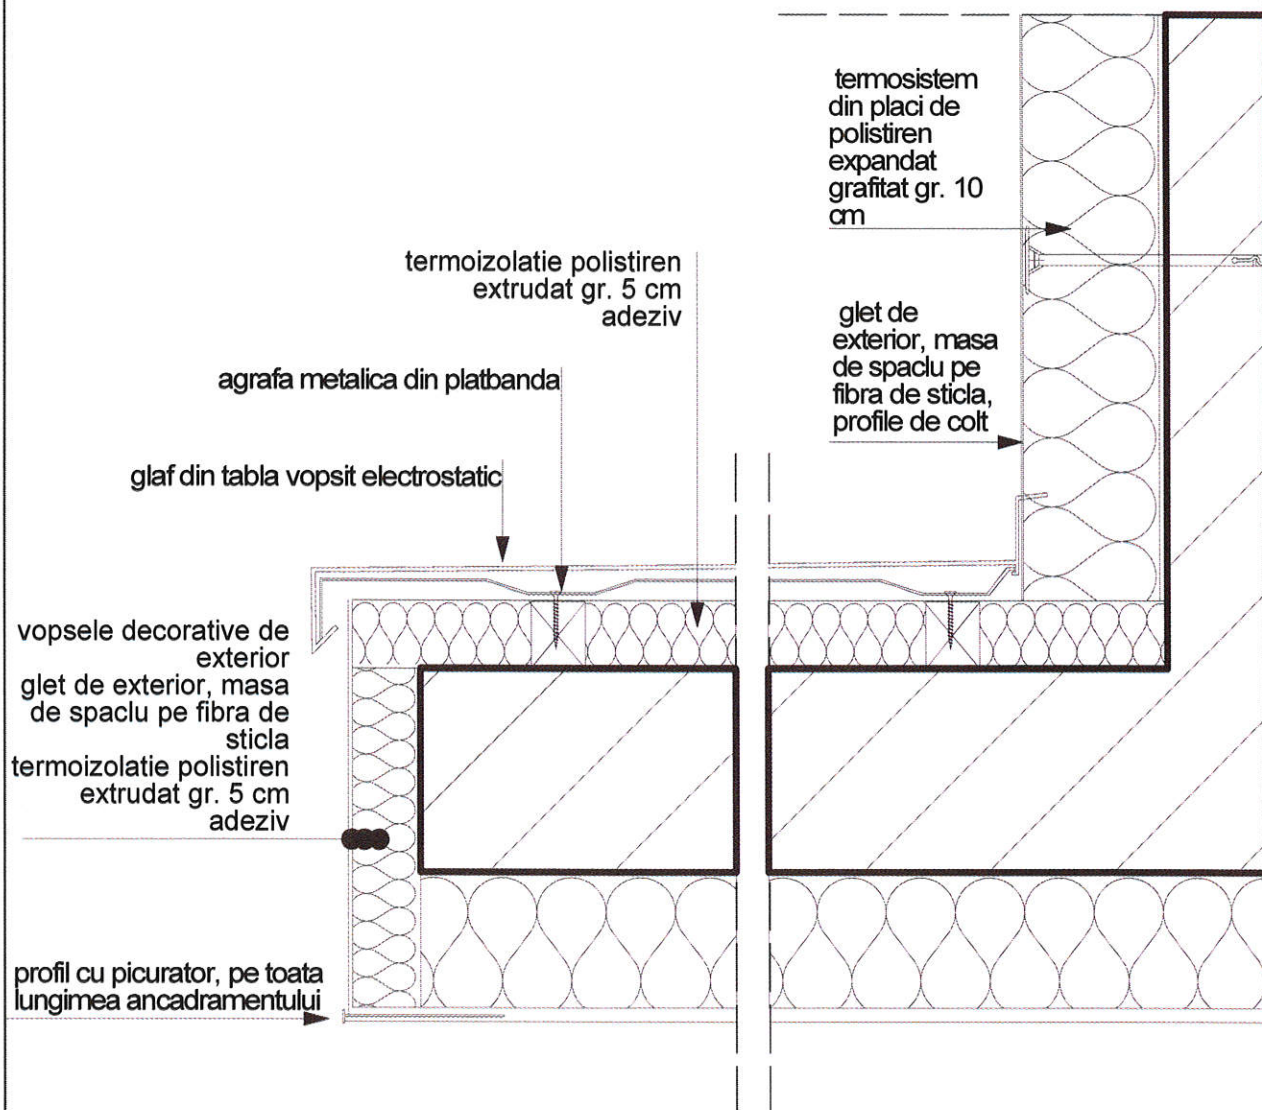 termosistem
din placi de
polistiren
expandat
grafitat gr. 10
cm
termoizolatie polistiren
extrudat gr. 5 cm
adeziv
glet de
exterior, masa
de spaclu pe
fibra de sticla,
profile de colt
agrafa metalica din platbanda
glaf din tabla vopsit electrostatic
vopsele decorative de
exterior
glet de exterior, masa
de spaclu pe fibra de
sticla
termoizolatie polistiren
extrudat gr. 5 cm
adeziv
profil cu picurator, pe toata
lungimea ancadramentului